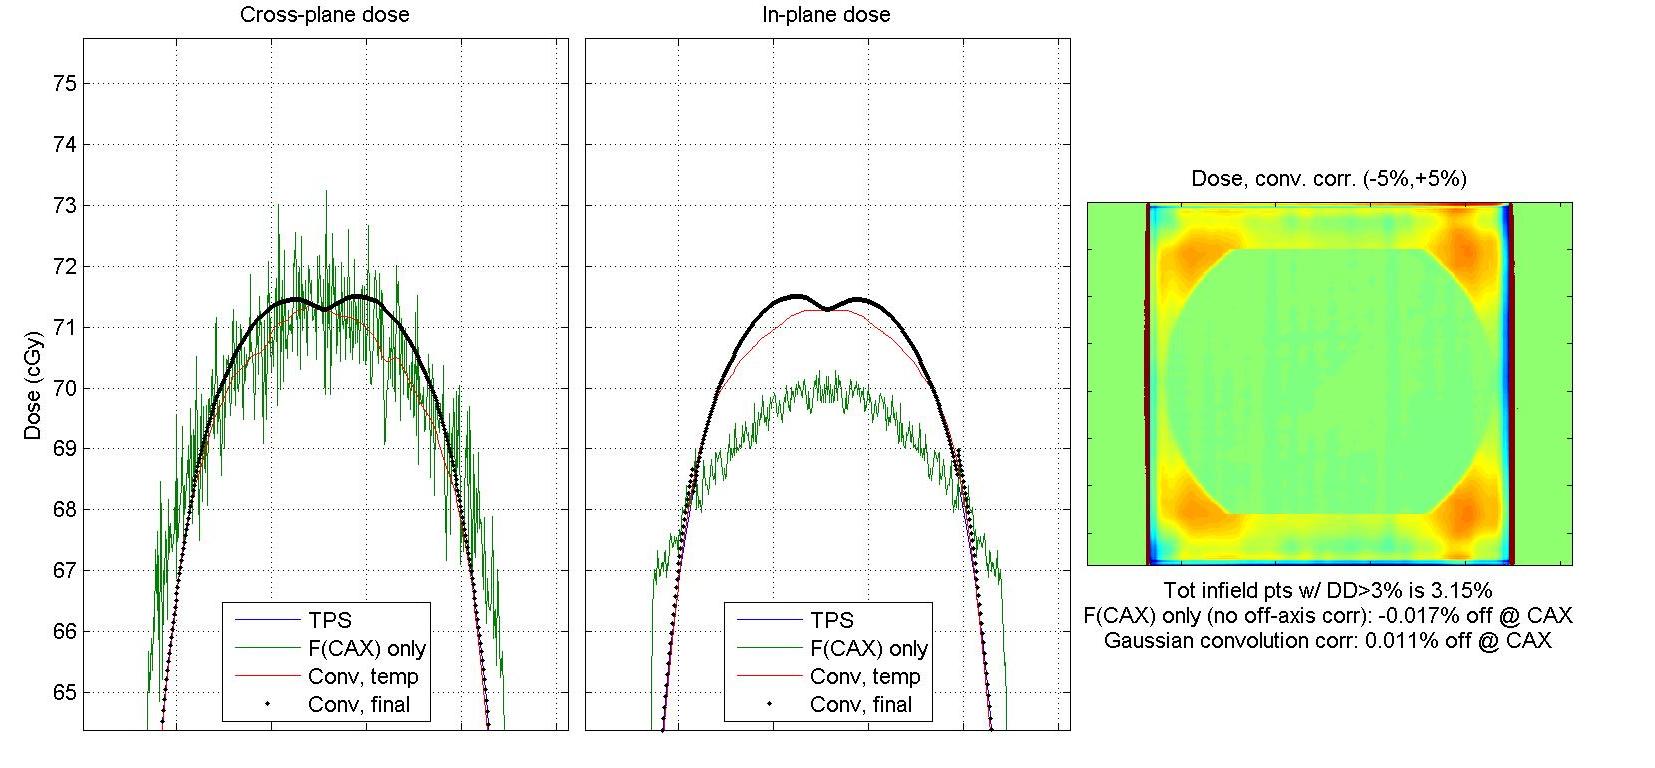 Cross-plane dose
In-plane dose
75
74
73
72
71
70
69
68
67
66
65
Dose (cGy)
TPS
F(CAX) only
Conv, temp
Conv, final
TPS
F(CAX) only
Conv, temp
Conv, final
Dose, conv. corr. (-5%,+5%)
Tot infield pts w/ DD>3% is 3.15%
F(CAX) only (no off-axis corr): -0.017% off @ CAX
Gaussian convolution corr: 0.011% off @ CAX